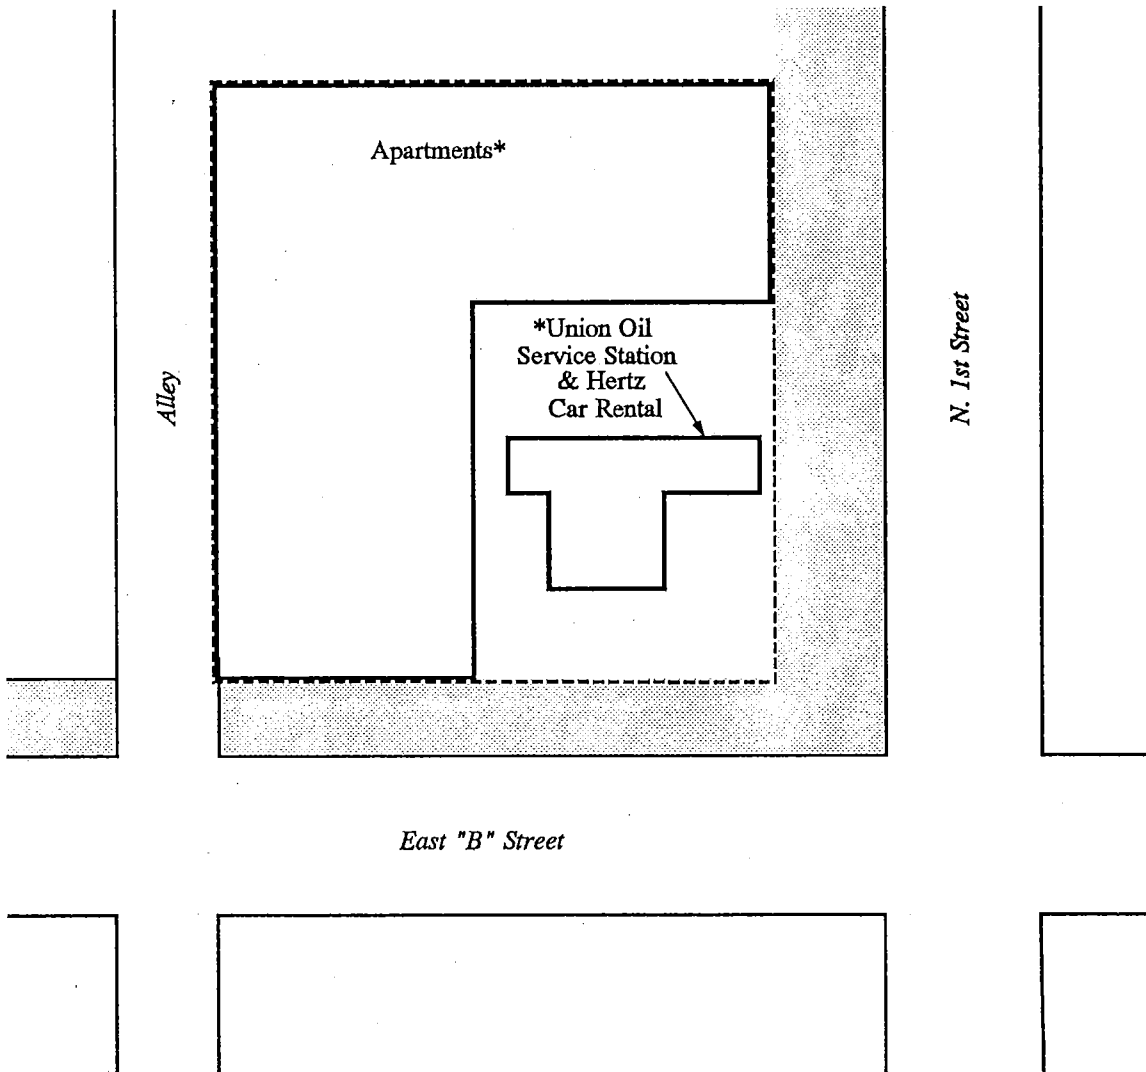 Apartments*
*Union Oil
Service Station
& Hertz
Car Rental
Alley
N. 1st Street
East "B" Street